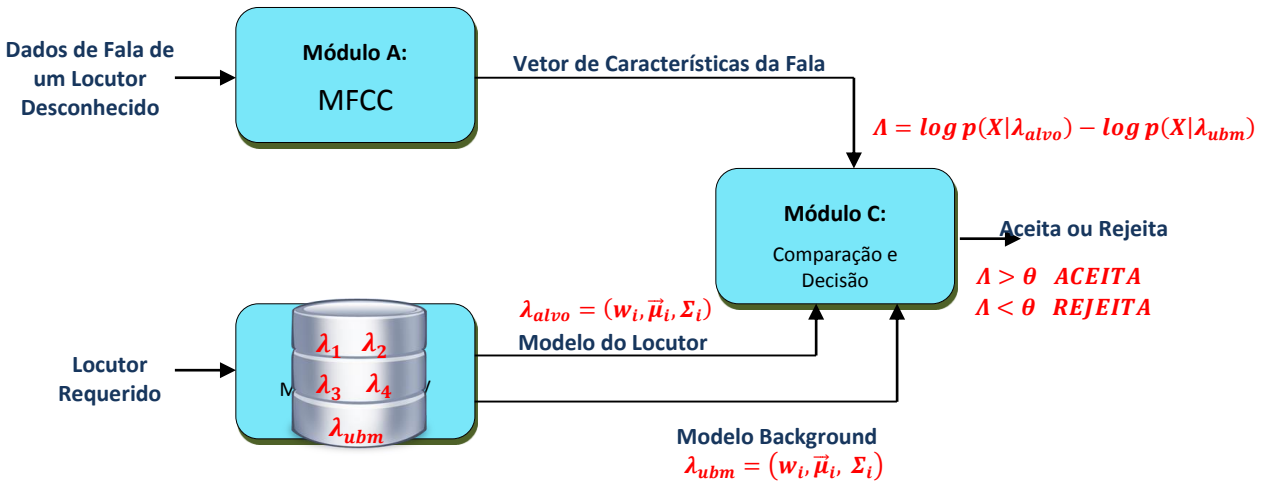 Dados de Fala de
um Locutor
Desconhecido
Módulo A:
MFCC
Vetor de Características da Fala
Λ = log p(X|λ_alvo) − log p(X|λ_ubm)
Módulo C:
Comparação e
Decisão
Aceita ou Rejeita
Λ > θ ACEITA
Λ < θ REJEITA
λ_alvo = (w_i, μ⃗_i, Σ_i)
Modelo do Locutor
Locutor
Requerido
λ_1 λ_2
λ_3 λ_4
λ_ubm
Modelo Background
λ_ubm = (w_i, μ⃗_i, Σ_i)